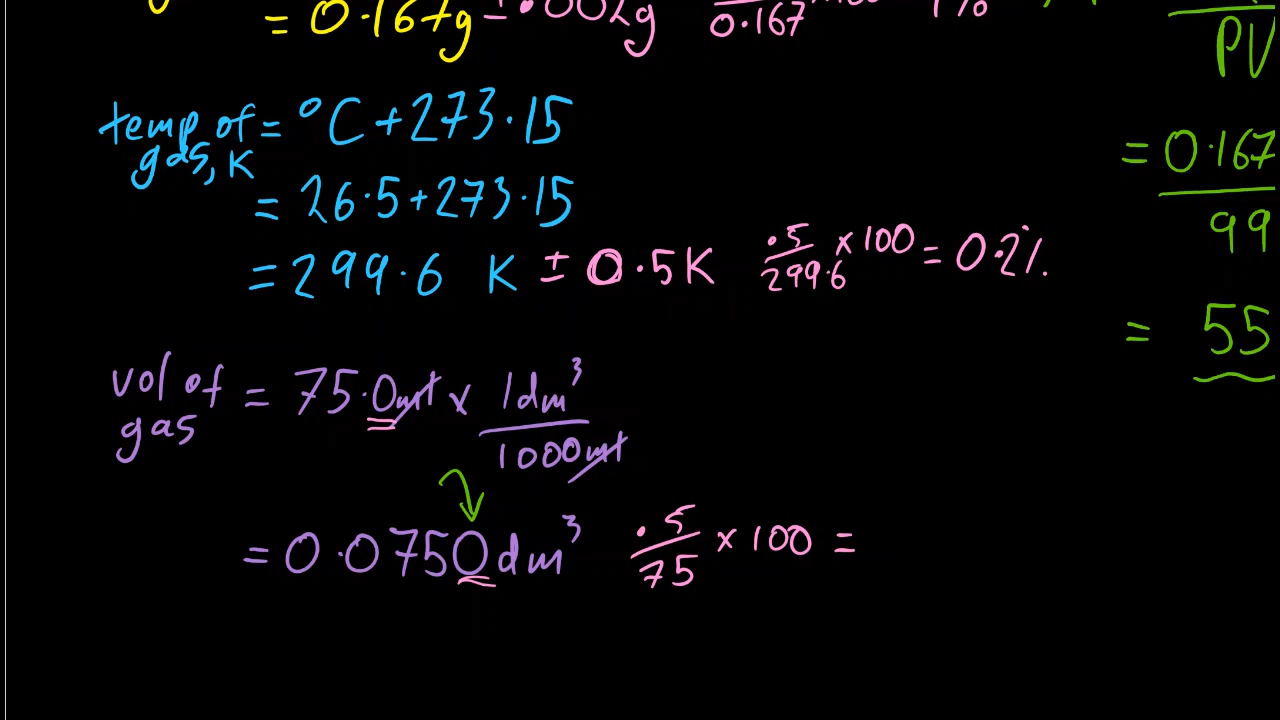 = 0.167g ± .002g 0.167 1%
PV
temp of gas, K = °C + 273.15
= 26.5 + 273.15
= 299.6 K ± 0.5K .5/299.6 x 100 = 0.2%.
= 0.167
99
= 55
vol of gas = 75.0ml x 1dm³/1000ml
= 0.0750dm³ .5/75 x 100 =